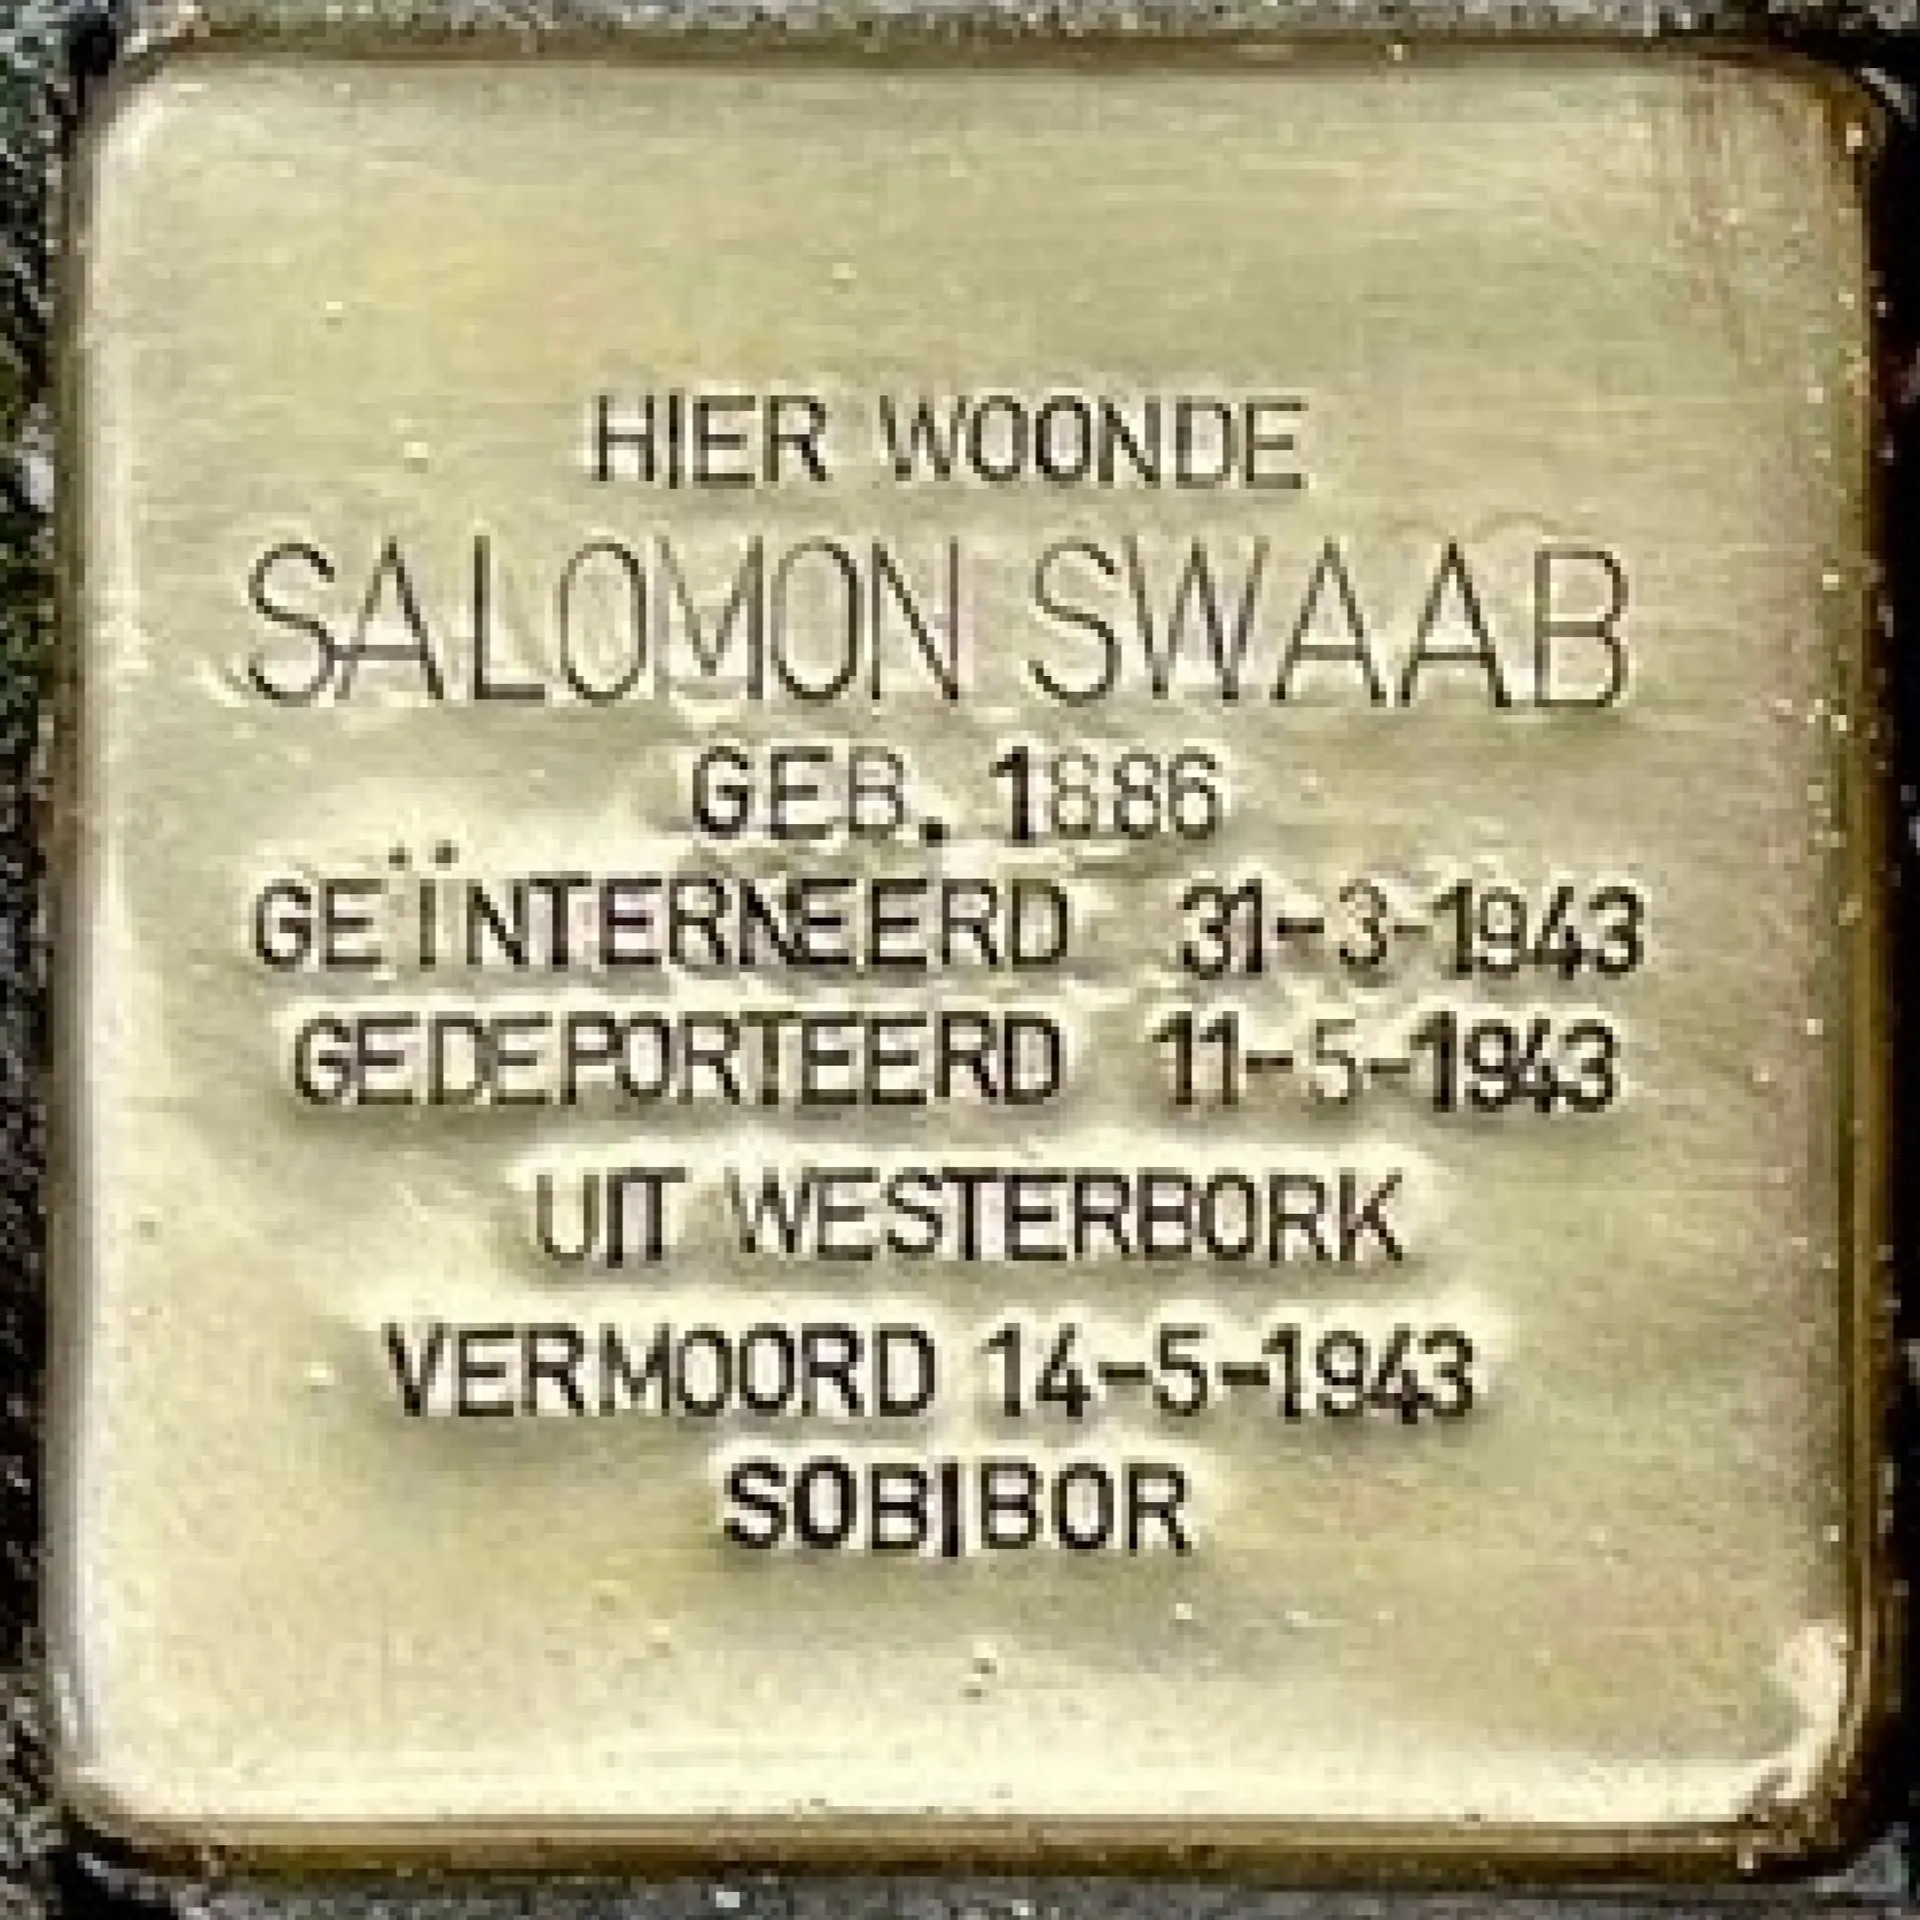 HIER WOONDE
SALOMON SWAAB
GEB. 1886
GEÏNTERNEERD 31-3-1943
GEDEPORTEERD 11-5-1943
UIT WESTERBORK
VERMOORD 14-5-1943
SOBIBOR